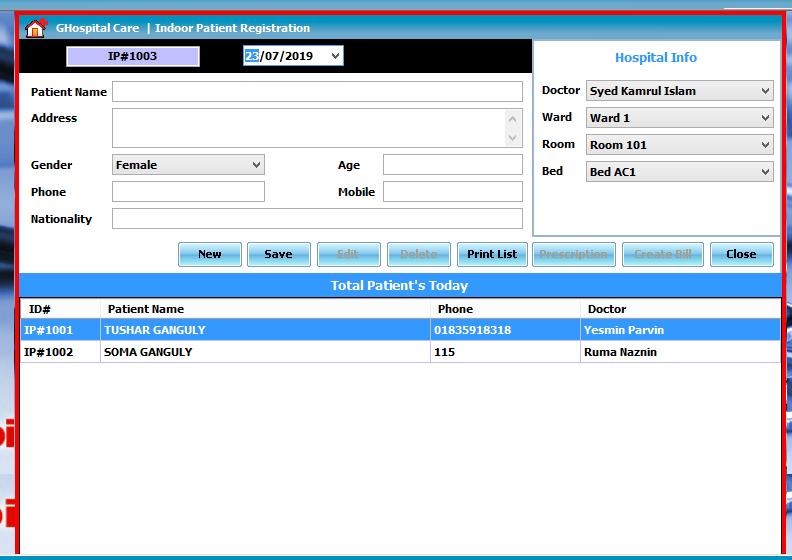 GHospital Care | Indoor Patient Registration
IP#1003
23/07/2019
Hospital Info
Patient Name
Doctor Syed Kamrul Islam
Address
Ward Ward 1
Room Room 101
Gender Female Age
Bed Bed AC1
Phone Mobile
Nationality
New Save Edit Delete Print List Prescription Create Bill Close
Total Patient's Today
ID# Patient Name Phone Doctor
IP#1001 TUSHAR GANGULY 01835918318 Yesmin Parvin
IP#1002 SOMA GANGULY 115 Ruma Naznin